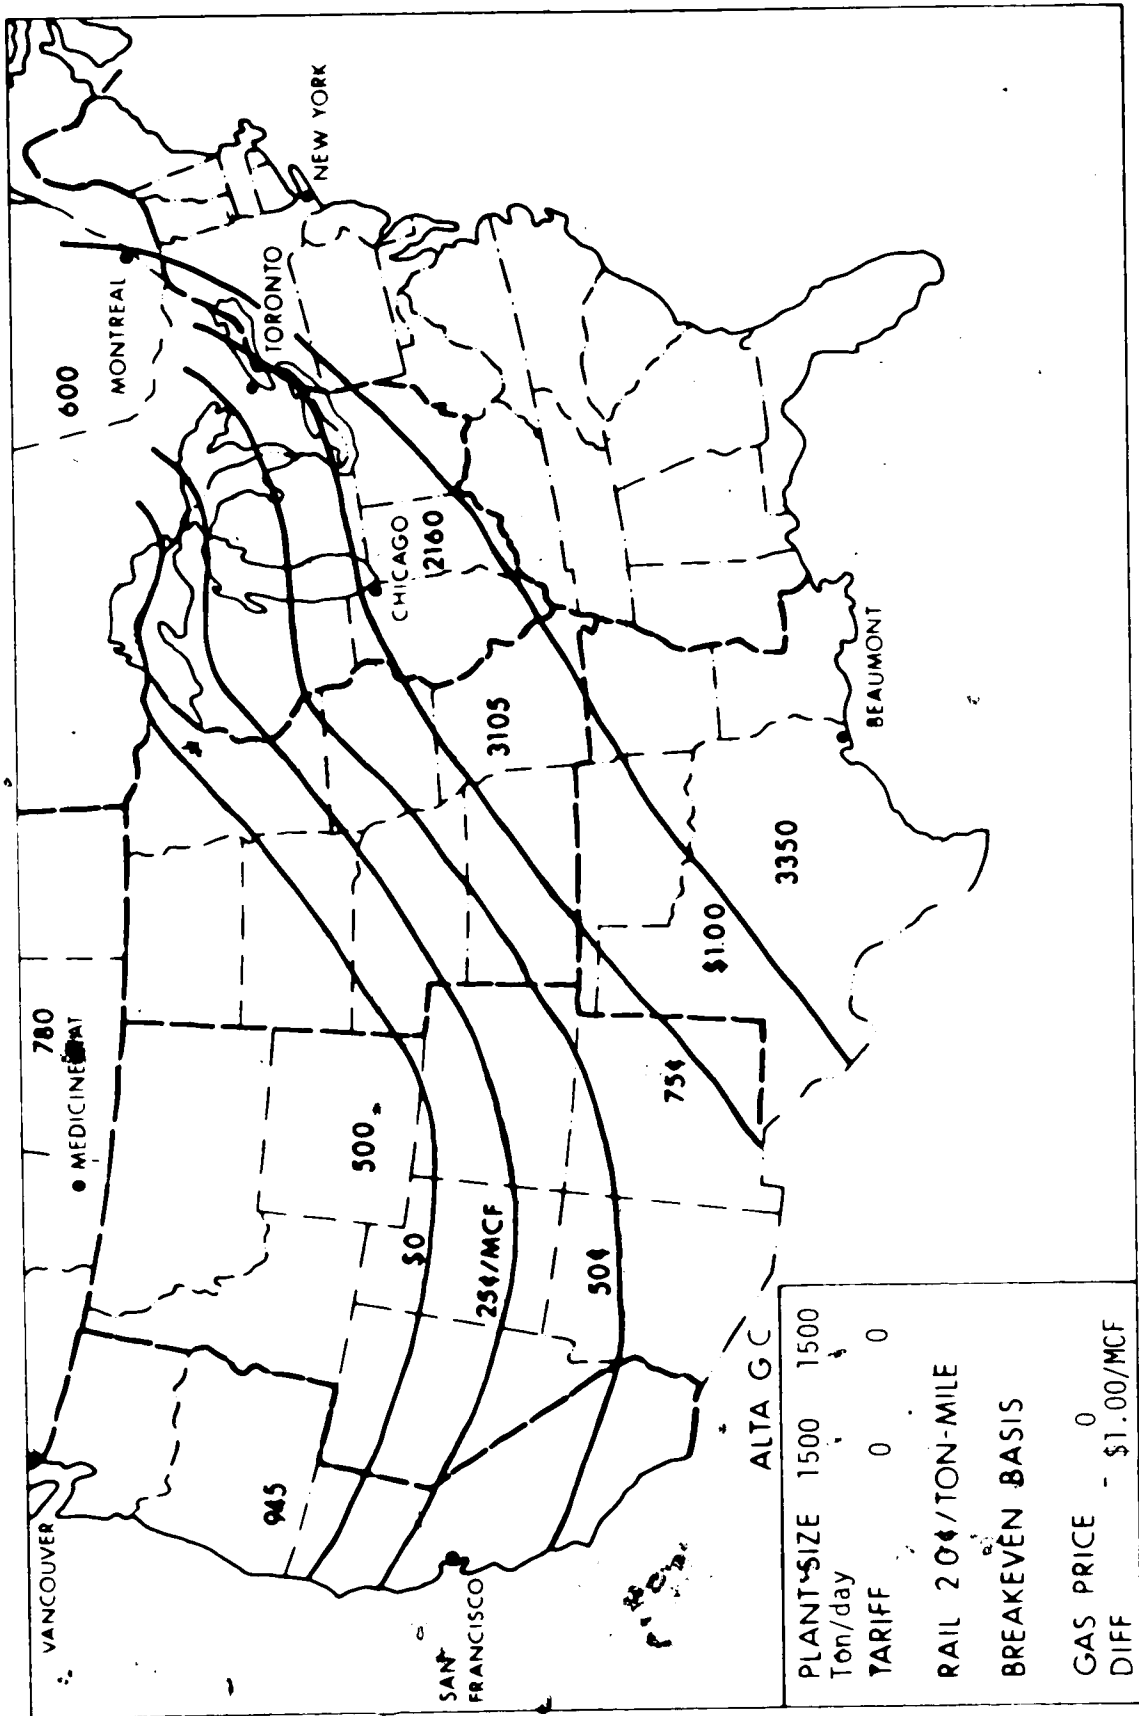 VANCOUVER
780
MEDICINE HAT
600
MONTREAL
TORONTO
NEW YORK
945
500
$0
25¢/MCF
50¢
75¢
$1.00
CHICAGO
2160
3105
3350
BEAUMONT
SAN
FRANCISCO
ALTA G C
PLANT SIZE 1500 1500
Ton/day
TARIFF 0 0
RAIL 2.0¢/TON-MILE
BREAKEVEN BASIS
GAS PRICE 0
DIFF - $1.00/MCF